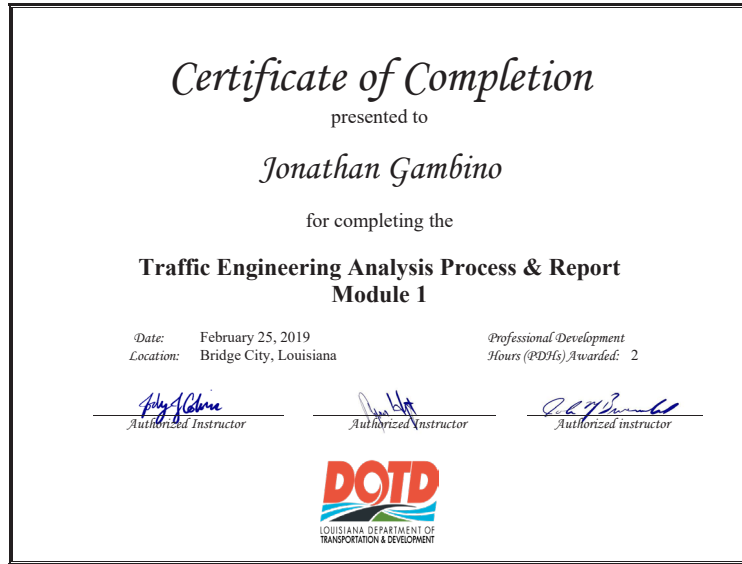 Certificate of Completion
presented to
Jonathan Gambino
for completing the
Traffic Engineering Analysis Process & Report
Module 1
Date: February 25, 2019
Location: Bridge City, Louisiana
Professional Development
Hours (PDHs) Awarded: 2
Authorized Instructor
Authorized Instructor
Authorized instructor
DOTD
LOUISIANA DEPARTMENT OF
TRANSPORTATION & DEVELOPMENT